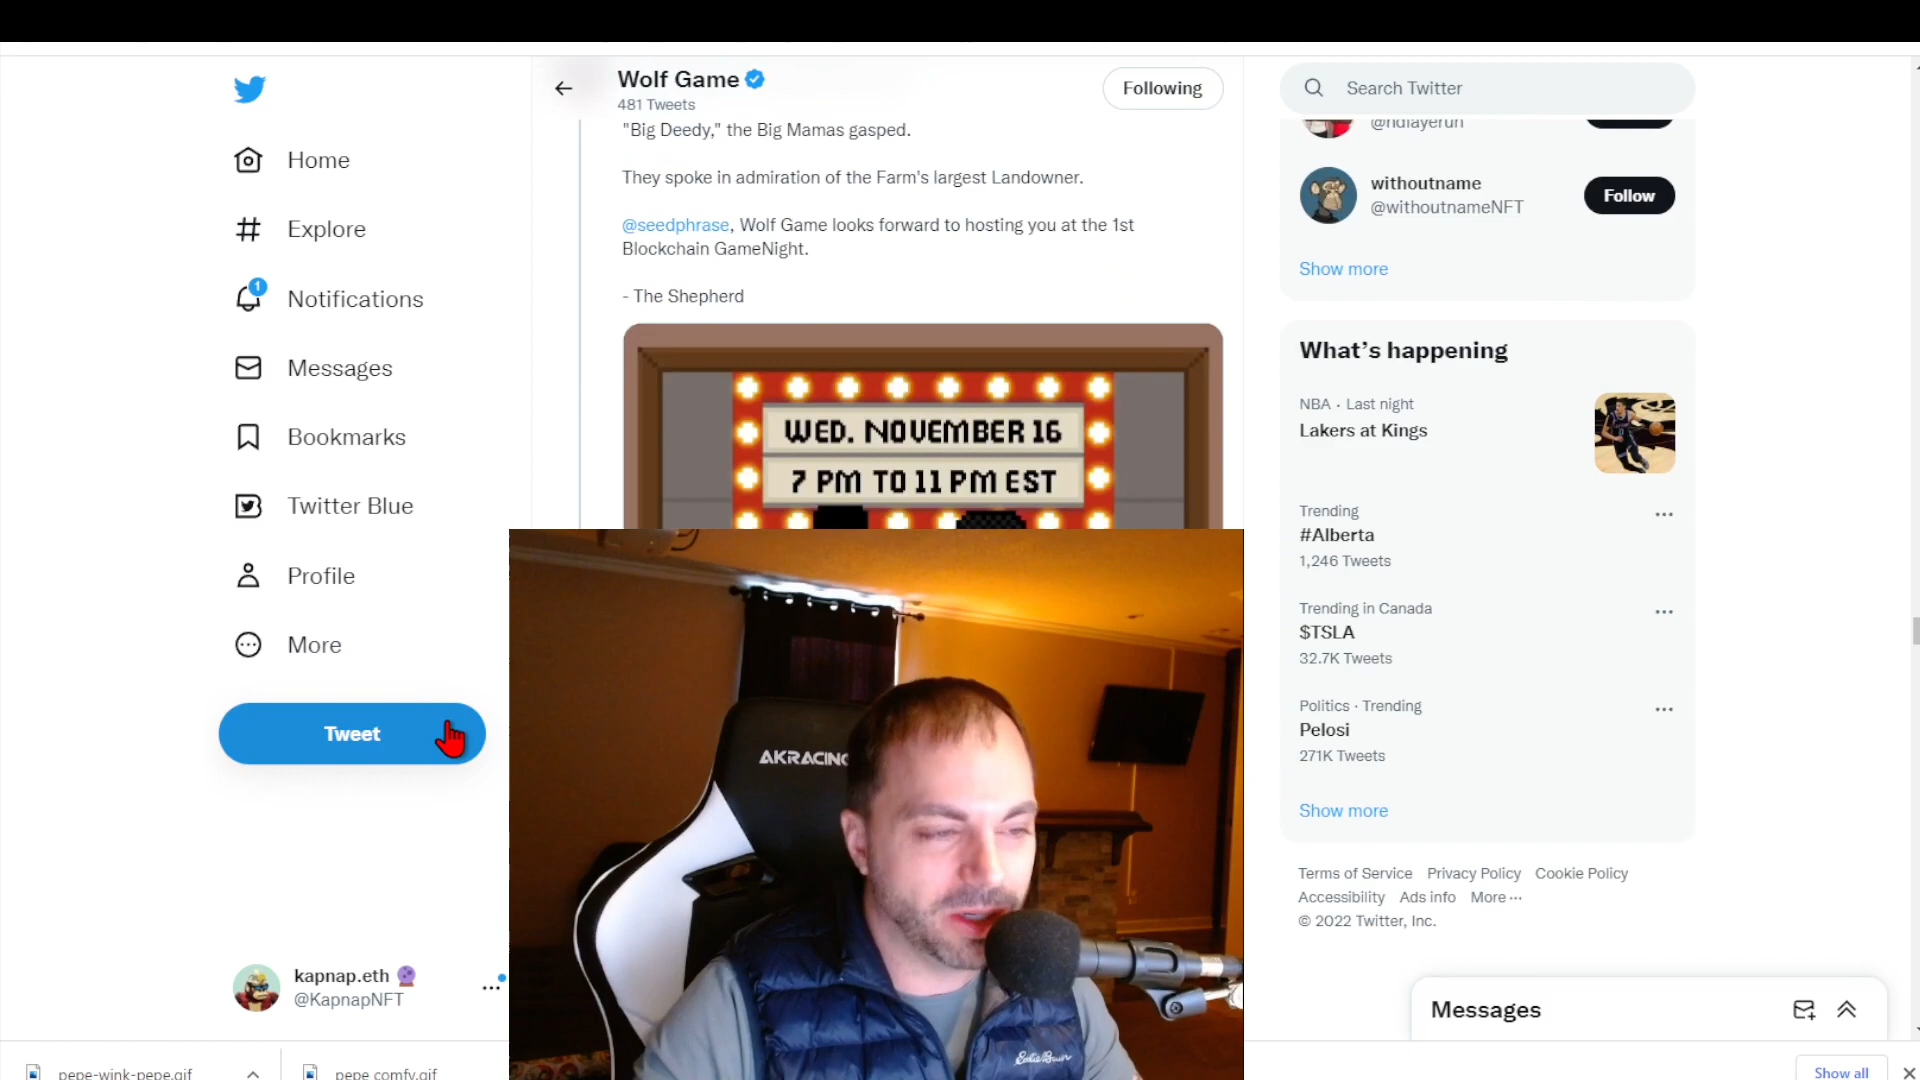 Home
Explore
1
Notifications
Messages
Bookmarks
Twitter Blue
Profile
More
Tweet
kapnap.eth
@KapnapNFT
Wolf Game
481 Tweets
Following
"Big Deedy," the Big Mamas gasped.
They spoke in admiration of the Farm's largest Landowner.
@seedphrase, Wolf Game looks forward to hosting you at the 1st
Blockchain GameNight.
- The Shepherd
WED. NOVEMBER 16
7 PM TO 11 PM EST
AKRACING
Eddie Bauer
Search Twitter
@ndiayerun
withoutname
@withoutnameNFT
Follow
Show more
What's happening
NBA · Last night
Lakers at Kings
Trending
#Alberta
1,246 Tweets
Trending in Canada
$TSLA
32.7K Tweets
Politics · Trending
Pelosi
271K Tweets
Show more
Terms of Service Privacy Policy Cookie Policy
Accessibility Ads info More ···
© 2022 Twitter, Inc.
Messages
pepe-wink-pepe.gif
pepe comfy.gif
Show all